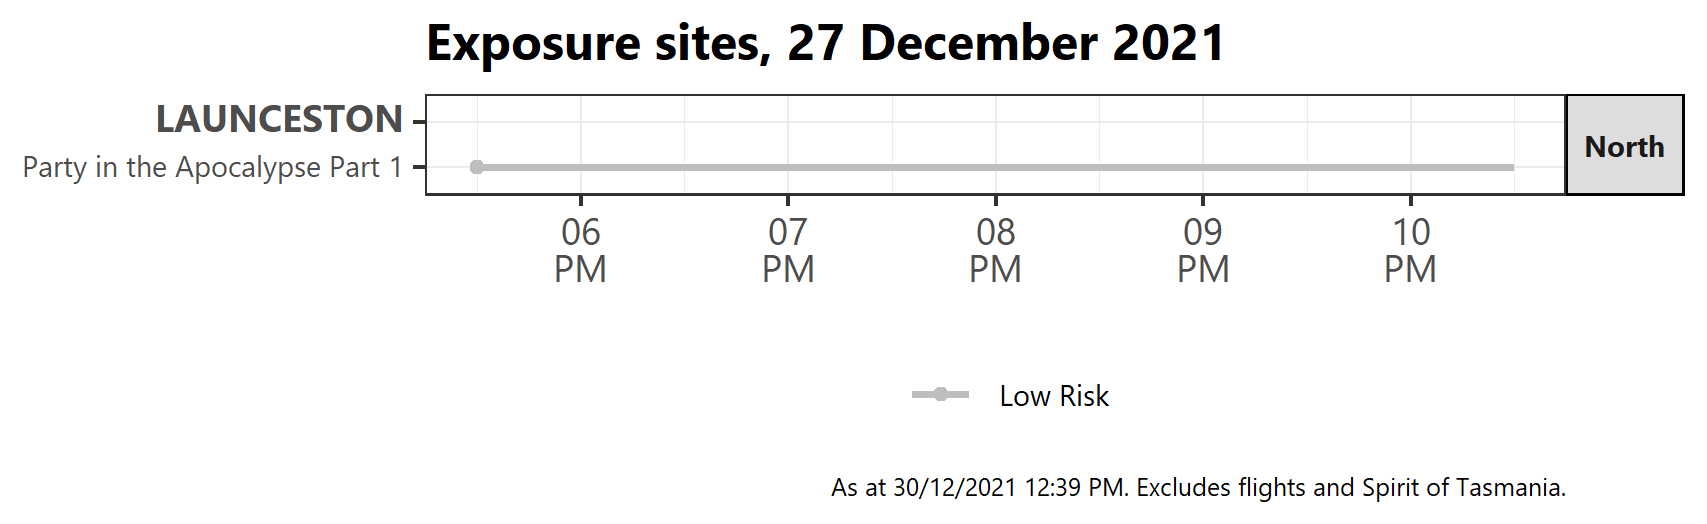 Exposure sites, 27 December 2021
LAUNCESTON
Party in the Apocalypse Part 1
North
06 PM
07 PM
08 PM
09 PM
10 PM
Low Risk
As at 30/12/2021 12:39 PM. Excludes flights and Spirit of Tasmania.